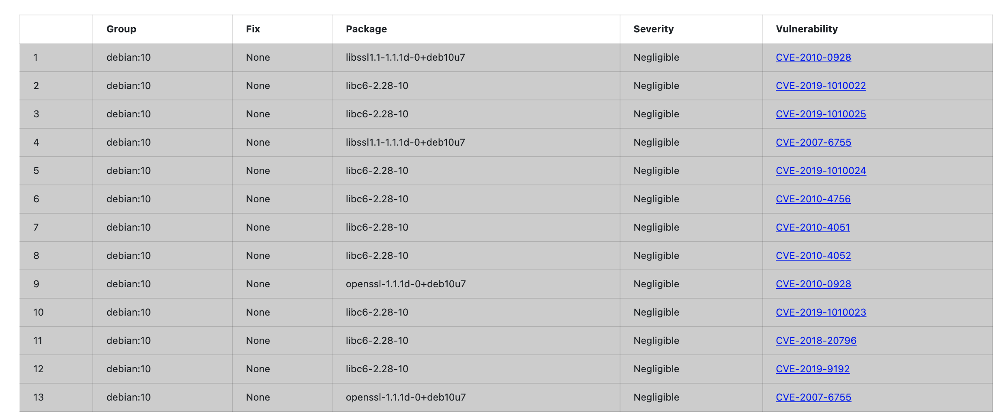 Group Fix Package Severity Vulnerability
1 debian:10 None libssl1.1-1.1.1d-0+deb10u7 Negligible CVE-2010-0928
2 debian:10 None libc6-2.28-10 Negligible CVE-2019-1010022
3 debian:10 None libc6-2.28-10 Negligible CVE-2019-1010025
4 debian:10 None libssl1.1-1.1.1d-0+deb10u7 Negligible CVE-2007-6755
5 debian:10 None libc6-2.28-10 Negligible CVE-2019-1010024
6 debian:10 None libc6-2.28-10 Negligible CVE-2010-4756
7 debian:10 None libc6-2.28-10 Negligible CVE-2010-4051
8 debian:10 None libc6-2.28-10 Negligible CVE-2010-4052
9 debian:10 None openssl-1.1.1d-0+deb10u7 Negligible CVE-2010-0928
10 debian:10 None libc6-2.28-10 Negligible CVE-2019-1010023
11 debian:10 None libc6-2.28-10 Negligible CVE-2018-20796
12 debian:10 None libc6-2.28-10 Negligible CVE-2019-9192
13 debian:10 None openssl-1.1.1d-0+deb10u7 Negligible CVE-2007-6755